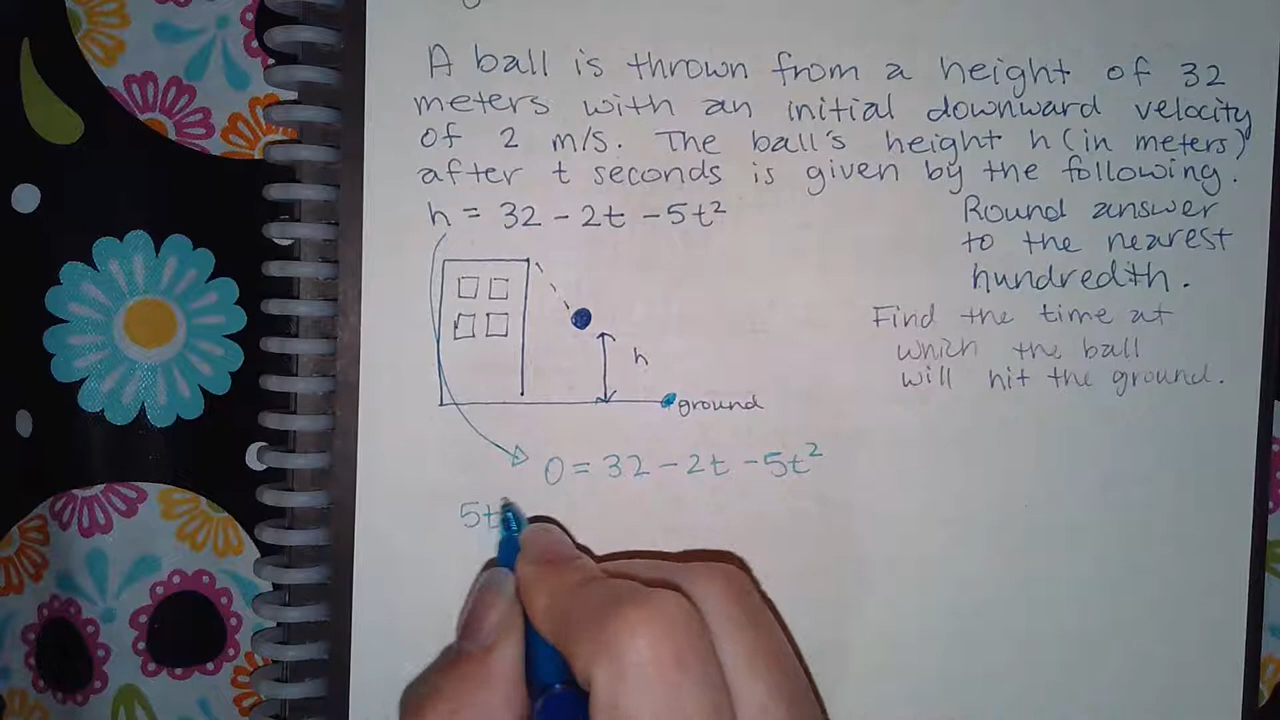 A ball is thrown from a height of 32
meters with an initial downward velocity
of 2 m/s. The ball's height h (in meters)
after t seconds is given by the following.
h = 32 - 2t - 5t²
Round answer
to the nearest
hundredth.
Find the time at
which the ball
will hit the ground.
h
ground
0 = 32 - 2t - 5t²
5t